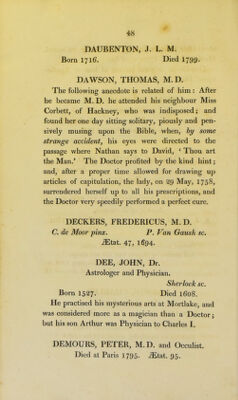 48
DAUBENTON, J. L. M.
Born 1716. Died 1799.
DAWSON, THOMAS, M. D.
The following anecdote is related of him: After
he became M. D. he attended his neighbour Miss
Corbett, of Hackney, who was indisposed; and
found her one day sitting solitary, piously and pen-
sively musing upon the Bible, when, by some
strange accident, his eyes were directed to the
passage where Nathan says to David, ‘ Thou art
the Man.’ The Doctor profited by the kind hint;
and, after a proper time allowed for drawing up
articles of capitulation, the lady, on 29 May, 1758,
surrendered herself up to all his prescriptions, and
the Doctor very speedily performed a perfect cure.
DECKERS, FREDERICUS, M. D.
C. de Moor pinx. P. Van Gunsh sc.
Ætat. 47, 1694.
DEE, JOHN, Dr.
Astrologer and Physician.
Sherlock sc.
Born 1527. Died 1608.
He practised his mysterious arts at Mortlake, and
was considered more as a magician than a Doctor;
but his son Arthur was Physician to Charles I.
DEMOURS, PETER, M. D. and Occulist.
Died at Paris 1795. Ætat. 95.